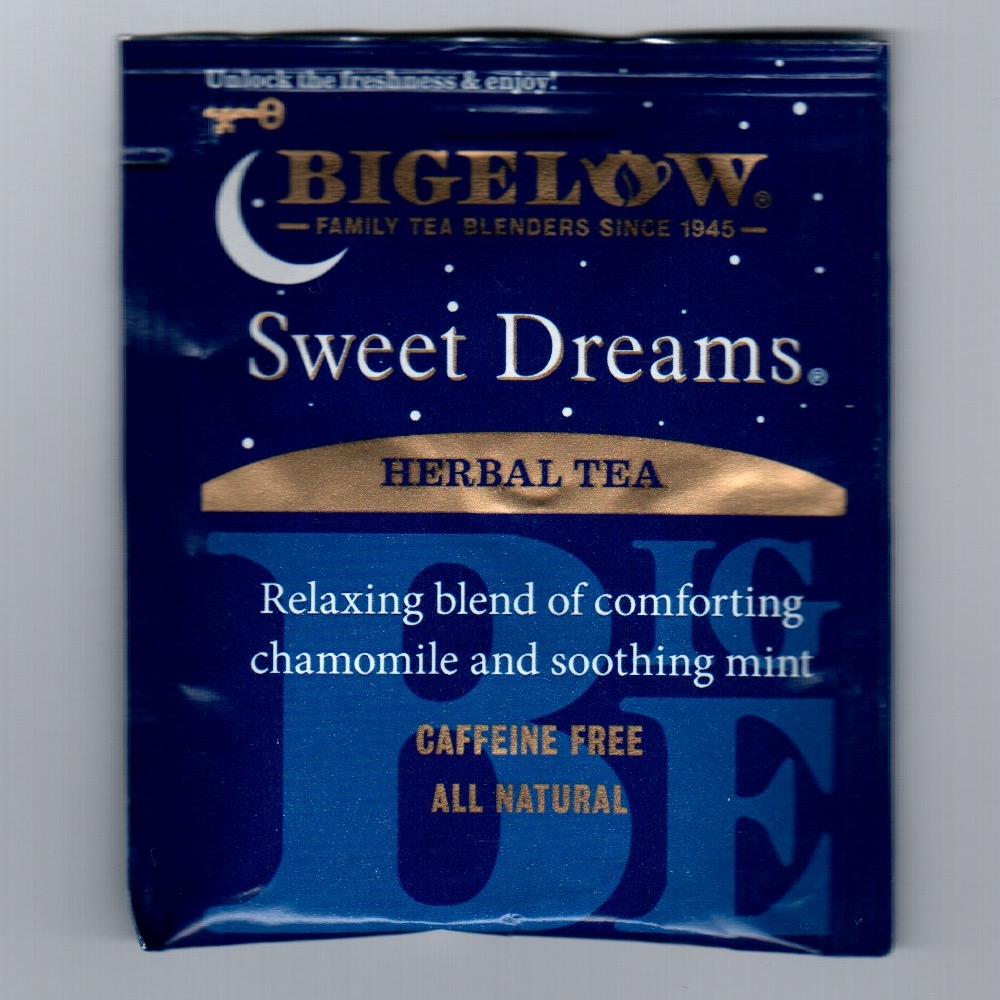 Unlock the freshness & enjoy!
BIGELOW®
FAMILY TEA BLENDERS SINCE 1945
Sweet Dreams®
HERBAL TEA
Relaxing blend of comforting
chamomile and soothing mint
CAFFEINE FREE
ALL NATURAL
BIG
E